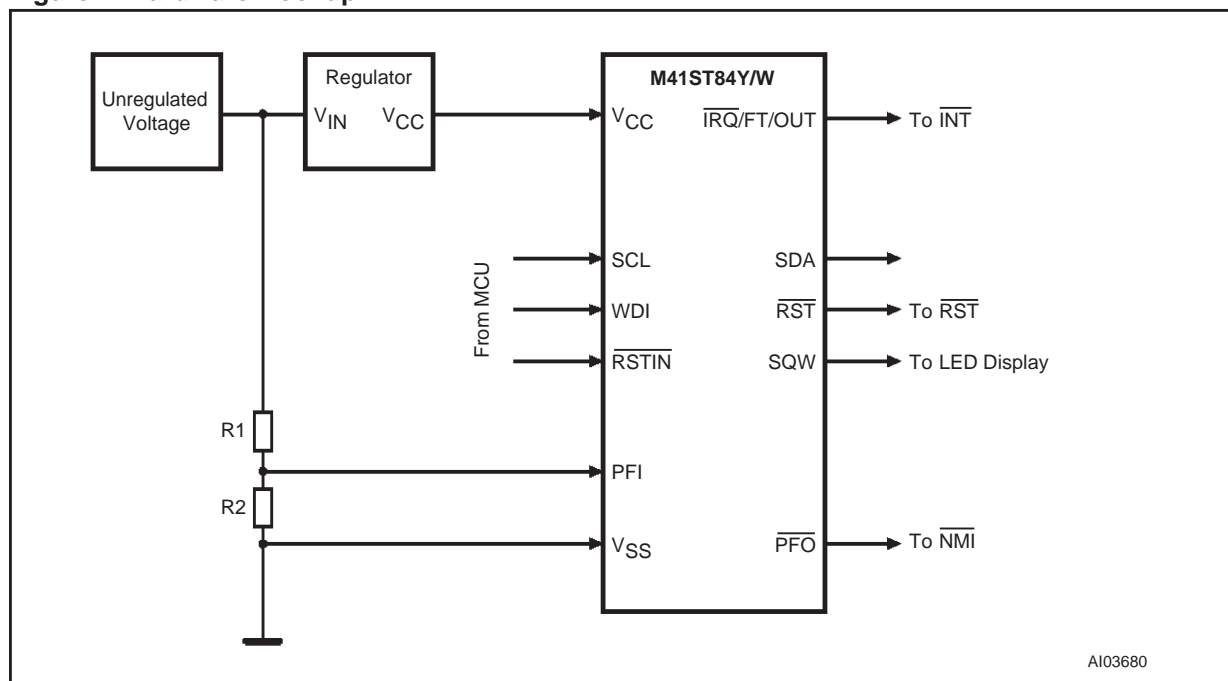 Unregulated
Voltage
Regulator
VIN VCC
M41ST84Y/W
VCC IRQ/FT/OUT To INT
From MCU
SCL SDA
WDI RST To RST
RSTIN SQW To LED Display
R1
PFI
R2
VSS PFO To NMI
AI03680